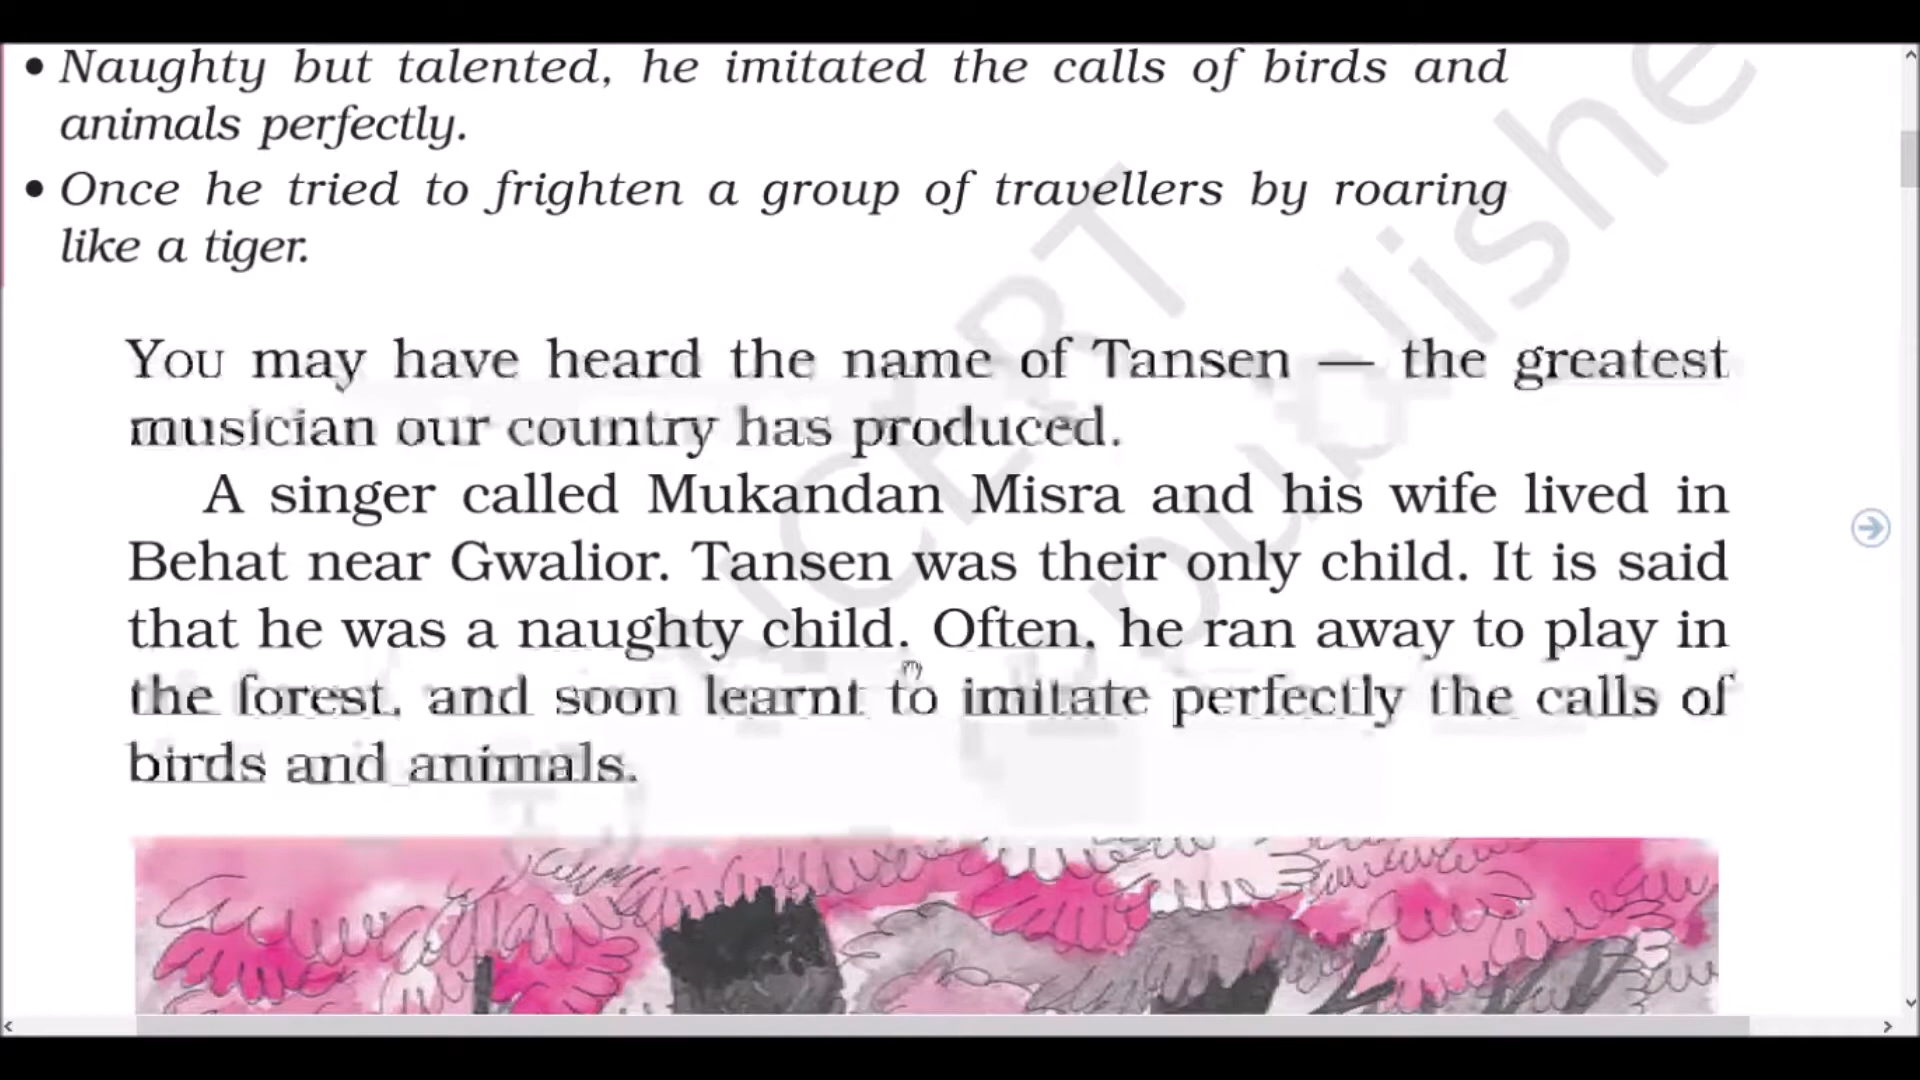 • Naughty but talented, he imitated the calls of birds and
animals perfectly.
• Once he tried to frighten a group of travellers by roaring
like a tiger.
You may have heard the name of Tansen — the greatest
musician our country has produced.
A singer called Mukandan Misra and his wife lived in
Behat near Gwalior. Tansen was their only child. It is said
that he was a naughty child. Often, he ran away to play in
the forest, and soon learnt to imitate perfectly the calls of
birds and animals.
NCERT